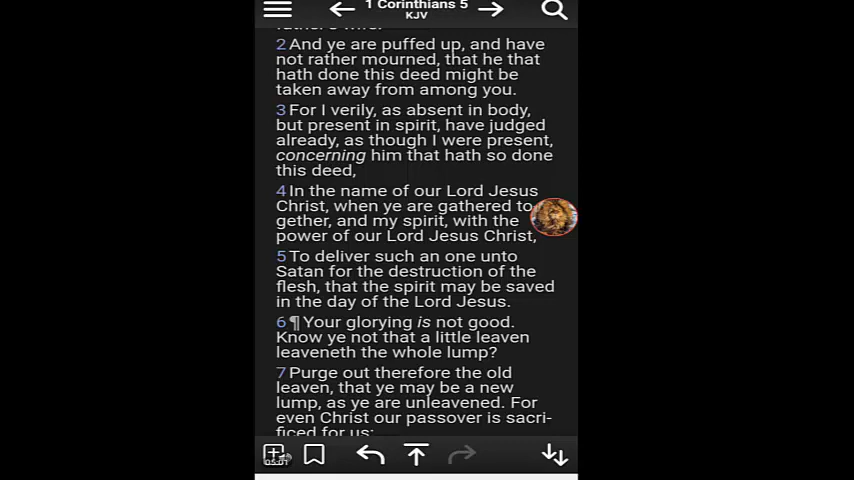 1 Corinthians 5
KJV
father's wife.
2 And ye are puffed up, and have
not rather mourned, that he that
hath done this deed might be
taken away from among you.
3 For I verily, as absent in body,
but present in spirit, have judged
already, as though I were present,
concerning him that hath so done
this deed,
4 In the name of our Lord Jesus
Christ, when ye are gathered to-
gether, and my spirit, with the
power of our Lord Jesus Christ,
5 To deliver such an one unto
Satan for the destruction of the
flesh, that the spirit may be saved
in the day of the Lord Jesus.
6 ¶ Your glorying is not good.
Know ye not that a little leaven
leaveneth the whole lump?
7 Purge out therefore the old
leaven, that ye may be a new
lump, as ye are unleavened. For
even Christ our passover is sacri-
ficed for us:
05:01